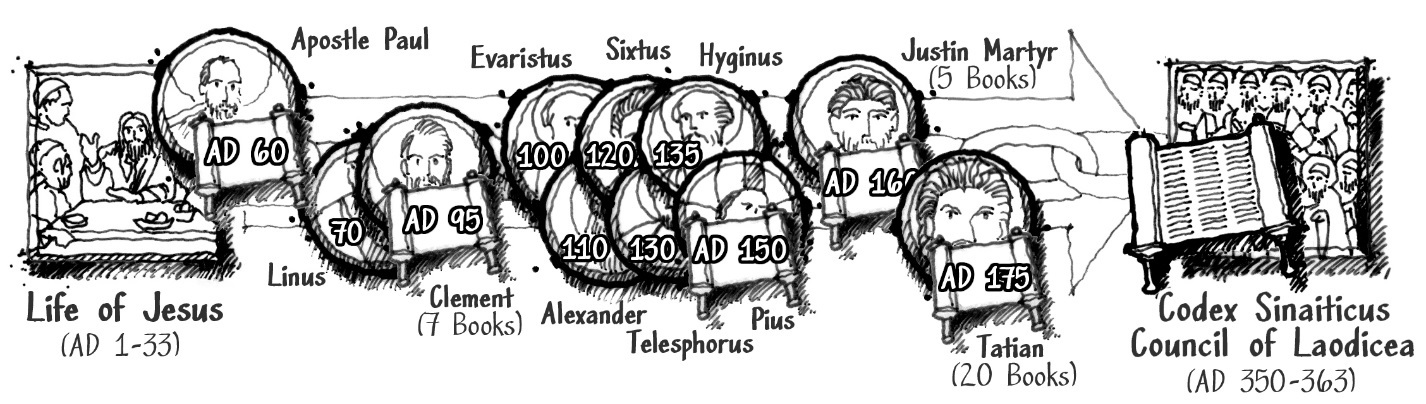 Apostle Paul
AD 60
Life of Jesus
(AD 1-33)
70
Linus
AD 95
Clement
(7 Books)
Evaristus
100
Sixtus
120
Hyginus
135
110
Alexander
130
Telesphorus
AD 150
Pius
Justin Martyr
(5 Books)
AD 160
AD 175
Tatian
(20 Books)
Codex Sinaiticus
Council of Laodicea
(AD 350-363)